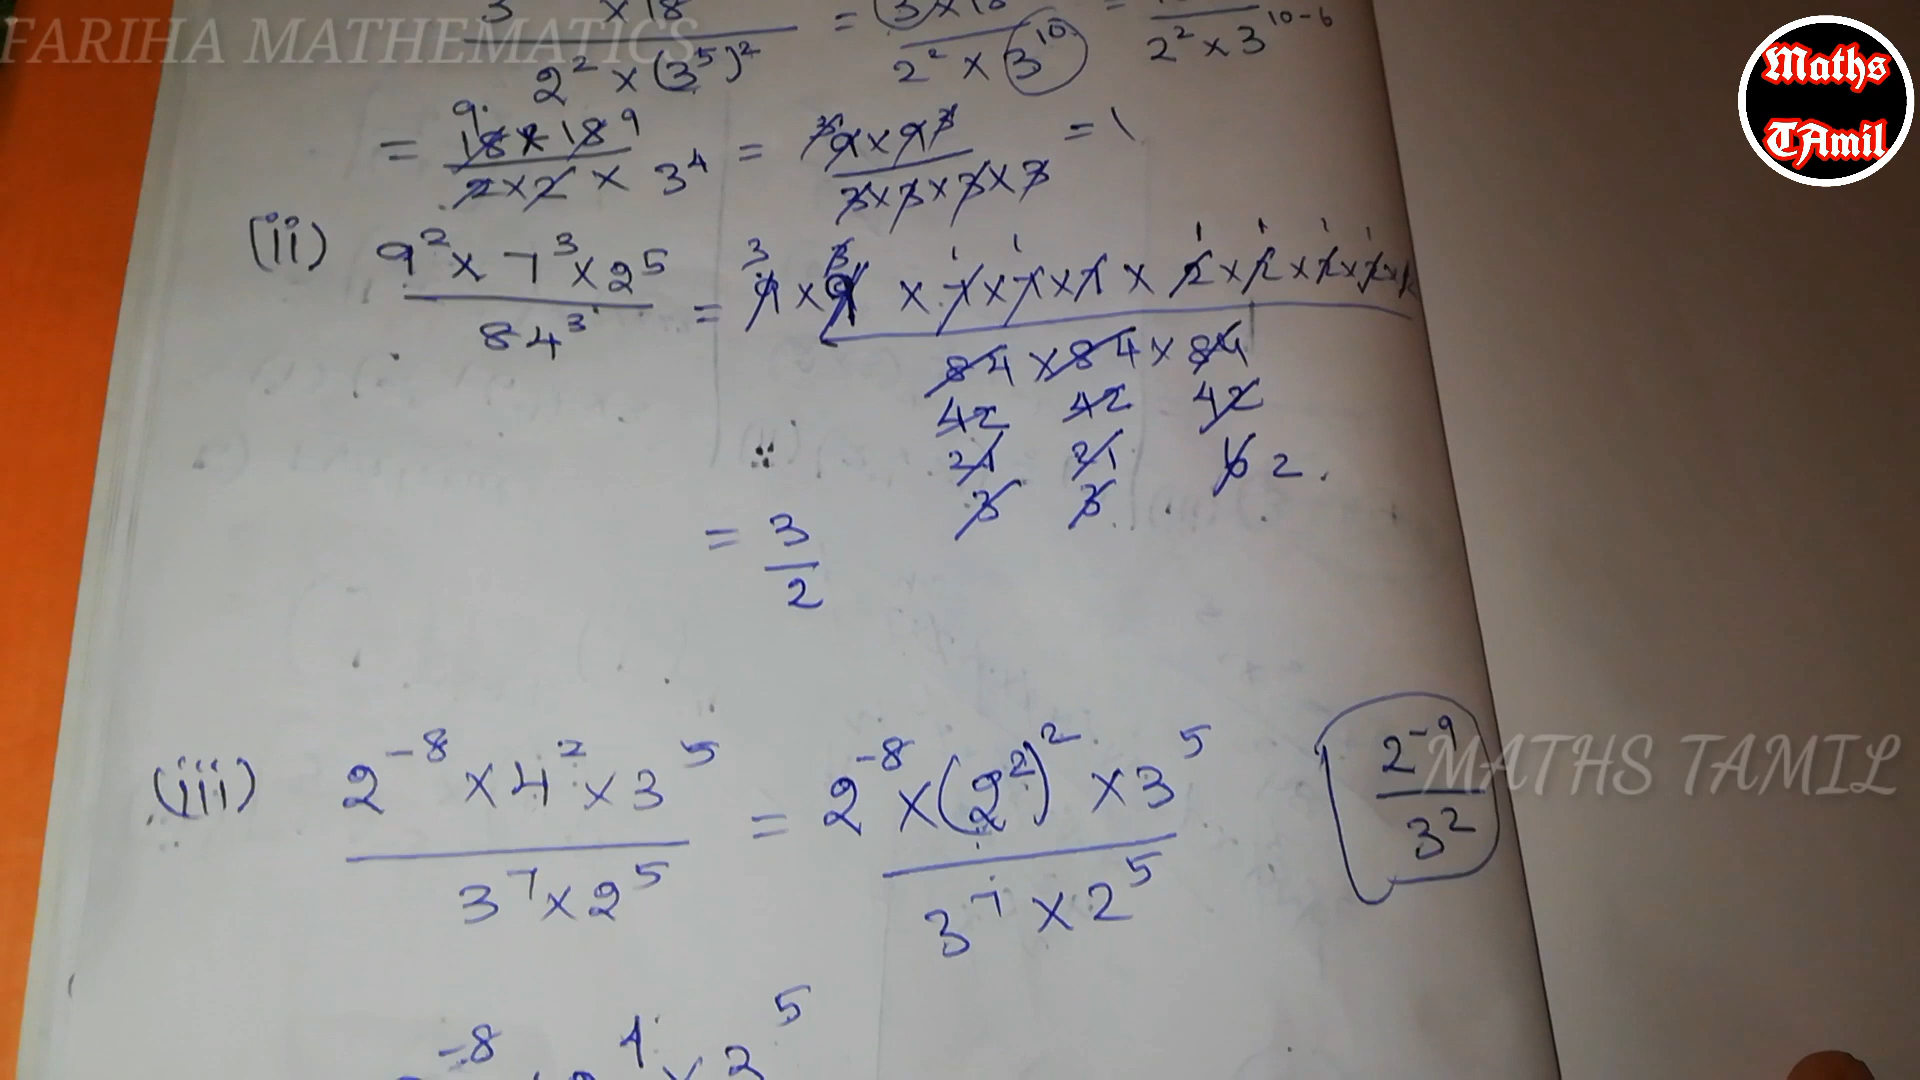 FARIHA MATHEMATICS
Maths
TAmil
2² × (3⁵)² = 2² × 3¹⁰ 2² × 3¹⁰⁻⁶
= 18 × 18 / 2 × 2 × 3⁴ = 9 × 9 / 3 × 3 × 3 × 3 = 1
(ii) 9² × 7³ × 2⁵ / 84³ = 9 × 9 × 7 × 7 × 7 × 2 × 2 × 2 × 2 × 2 / 84 × 84 × 84
42 42 42
21 21 6 2
3 3
= 3/2
(iii) 2⁻⁸ × 4² × 3⁵ / 3⁷ × 2⁵ = 2⁻⁸ × (2²)² × 3⁵ / 3⁷ × 2⁵ 2⁻⁹ / 3²
MATHS TAMIL